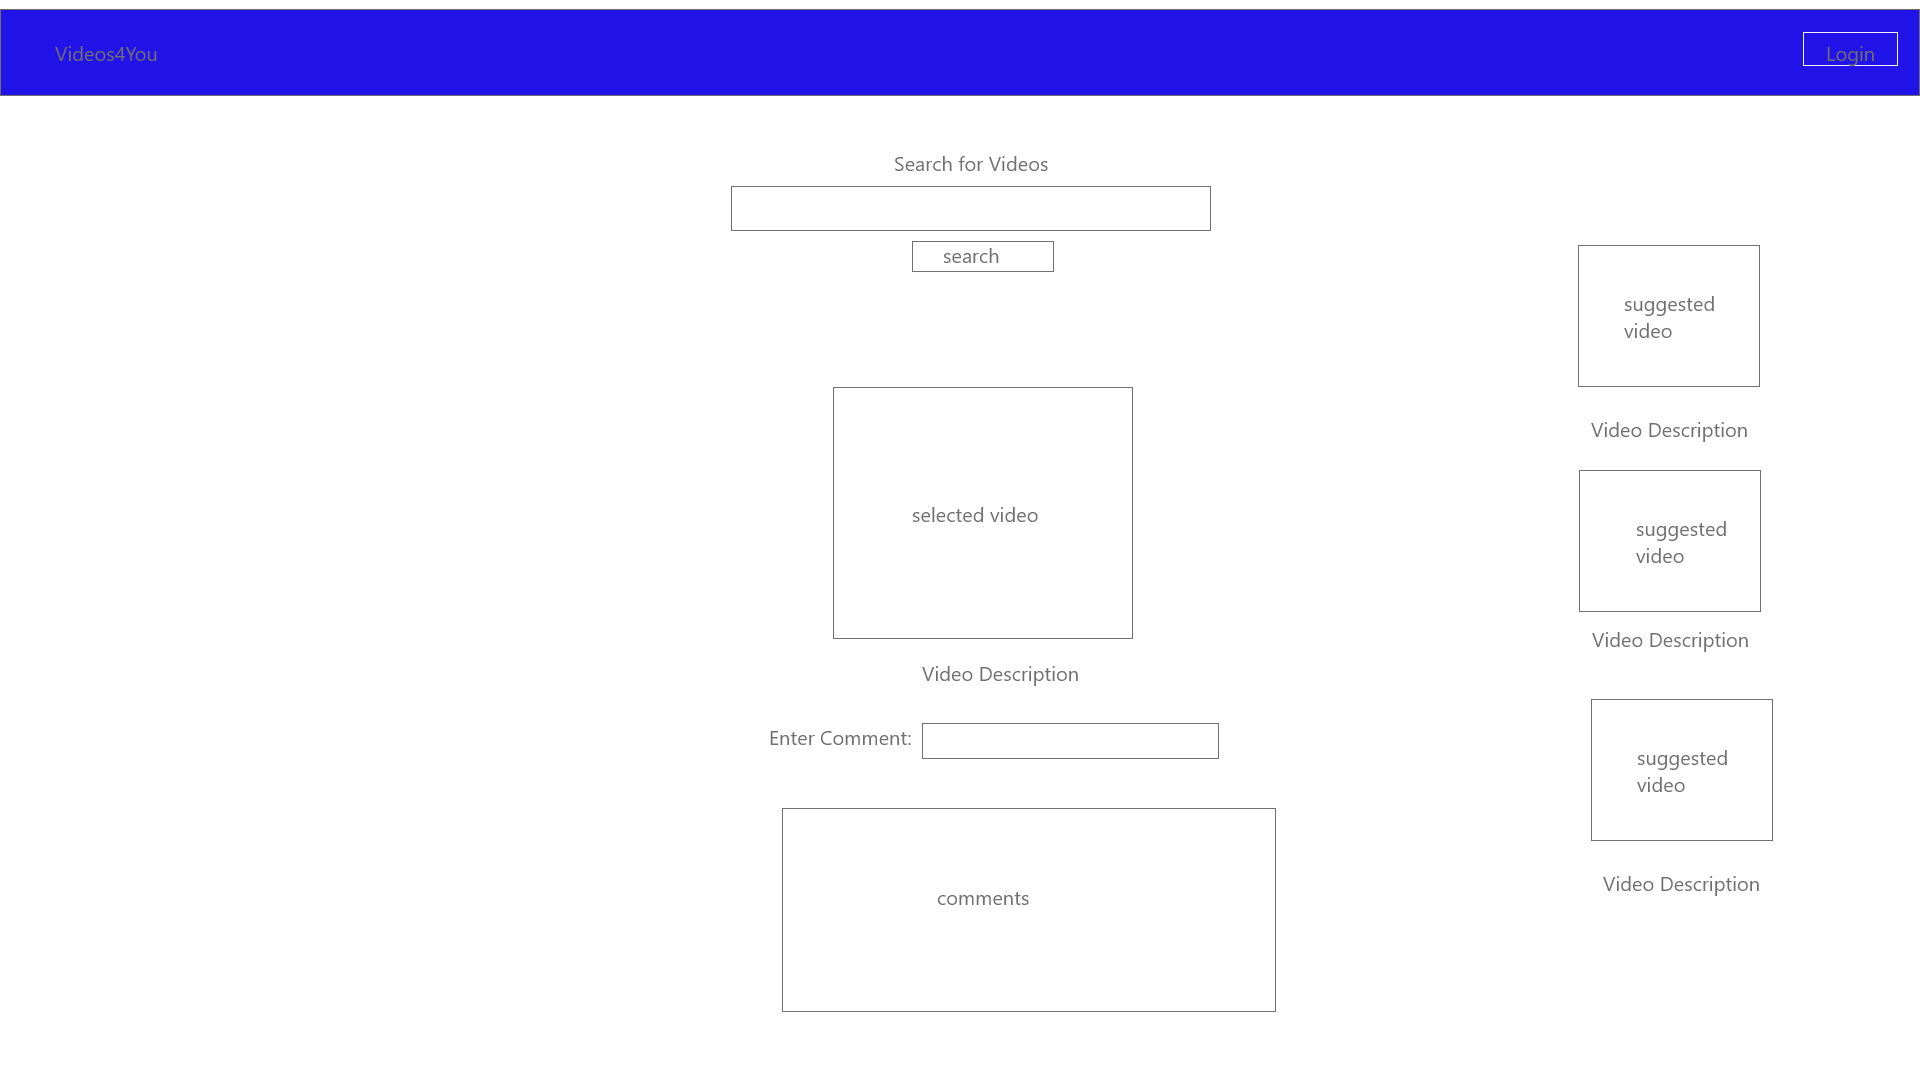 Videos4You
Login
Search for Videos
search
selected video
Video Description
Enter Comment:
comments
suggested
video
Video Description
suggested
video
Video Description
suggested
video
Video Description